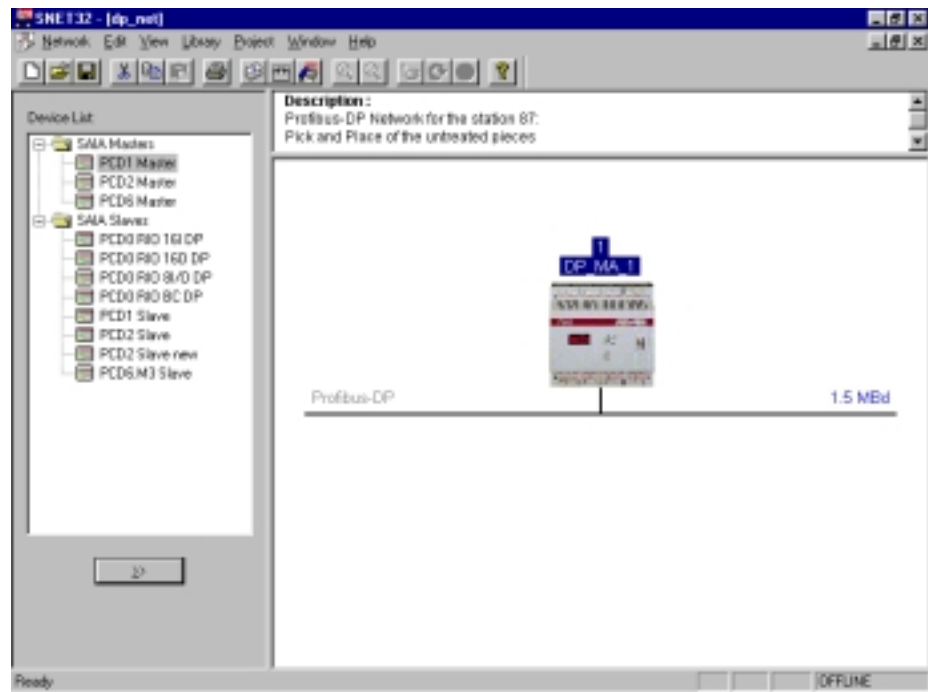 SNET32 - [dp_net]
Network Edit View Library Project Window Help
Device List
SAIA Masters
PCD1 Master
PCD2 Master
PCD6 Master
SAIA Slaves
PCD0 RIO 16I DP
PCD0 RIO 16O DP
PCD0 RIO 8I/O DP
PCD0 RIO 8C DP
PCD1 Slave
PCD2 Slave
PCD2 Slave new
PCD6.M3 Slave
>>
Description :
Profibus-DP Network for the station 87:
Pick and Place of the untreated pieces
1
DP_MA_1
Profibus-DP
1.5 MBd
Ready
OFFLINE